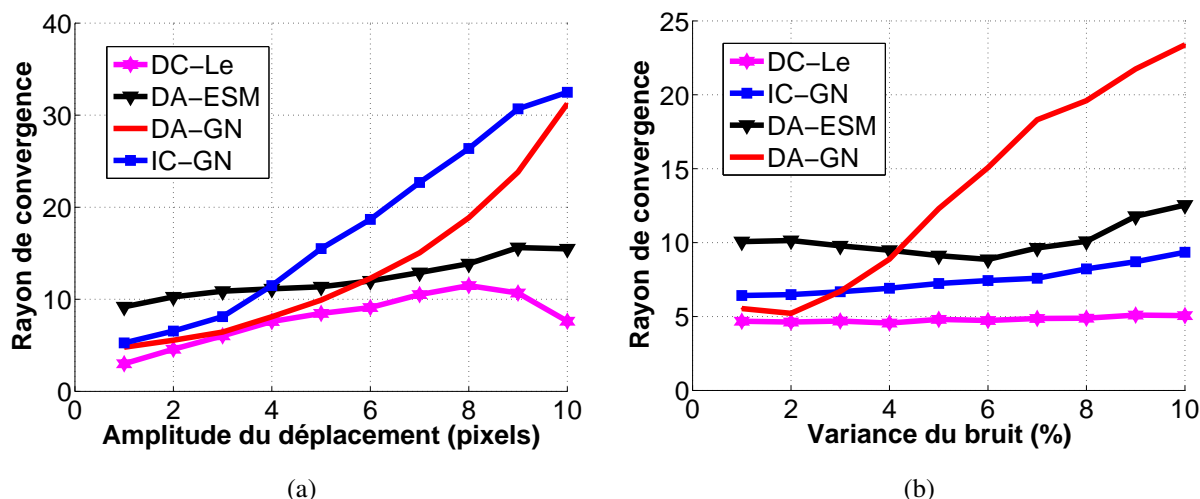 40
30
20
10
0
Rayon de convergence
DC-Le
DA-ESM
DA-GN
IC-GN
0 2 4 6 8 10
Amplitude du déplacement (pixels)
(a)
25
20
15
10
5
0
Rayon de convergence
DC-Le
IC-GN
DA-ESM
DA-GN
0 2 4 6 8 10
Variance du bruit (%)
(b)